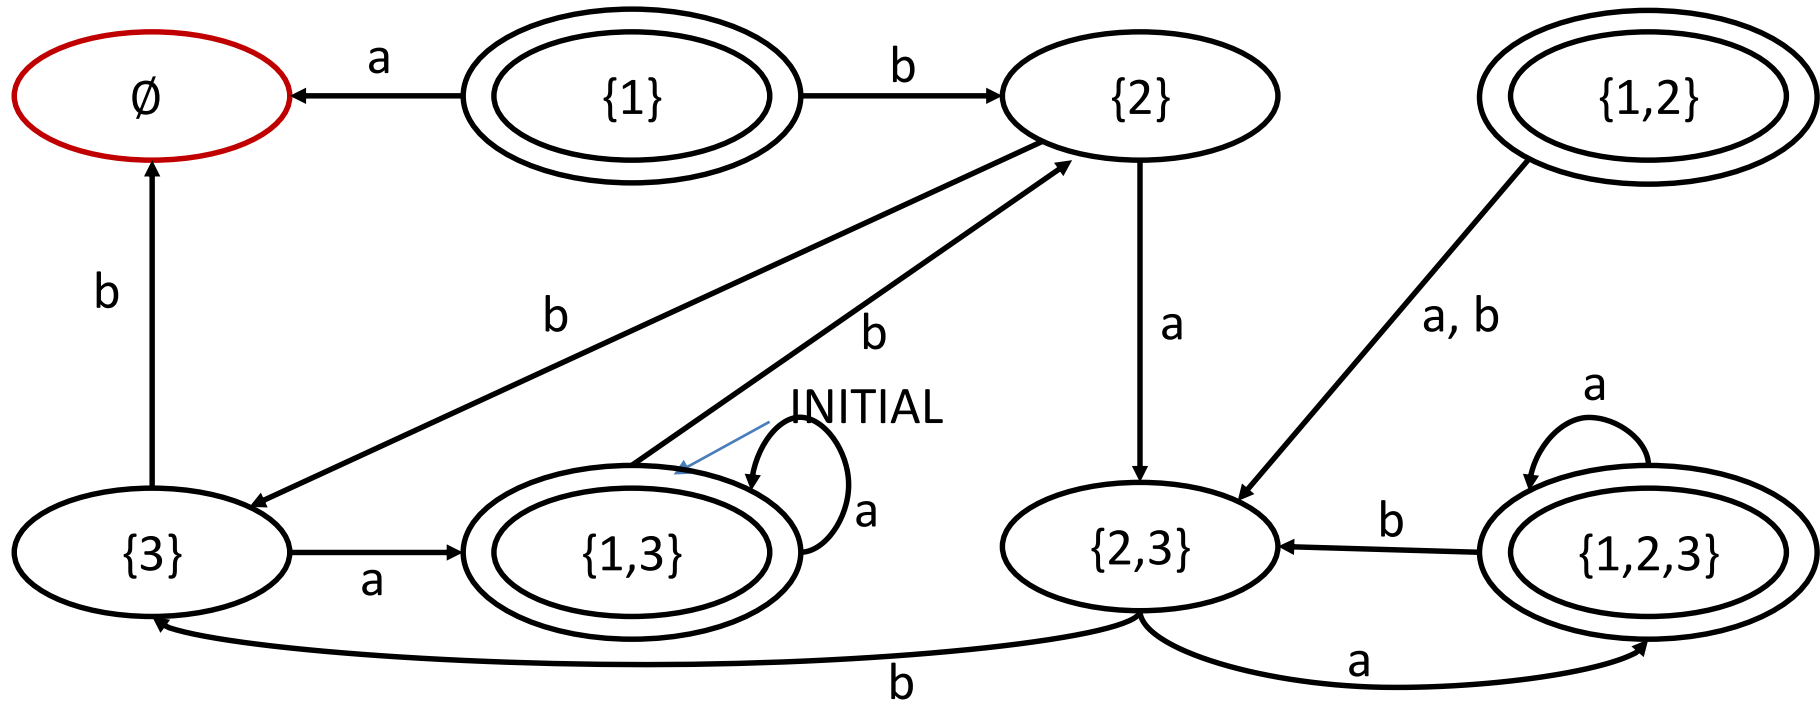 a
b
Ø
{1}
{2}
{1,2}
b
b
b
a
a, b
INITIAL
a
{3}
a
{1,3}
a
{2,3}
b
{1,2,3}
b
a